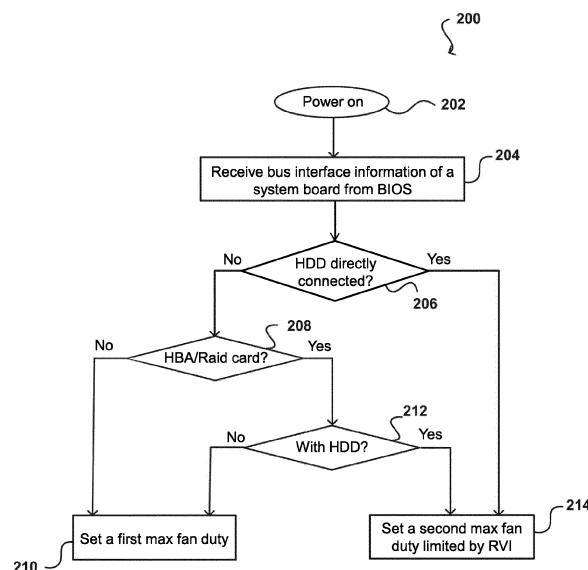 200
Power on
202
204
Receive bus interface information of a
system board from BIOS
No
HDD directly
connected?
Yes
206
208
No
HBA/Raid card?
Yes
212
No
With HDD?
Yes
Set a first max fan duty
210
Set a second max fan
duty limited by RVI
214